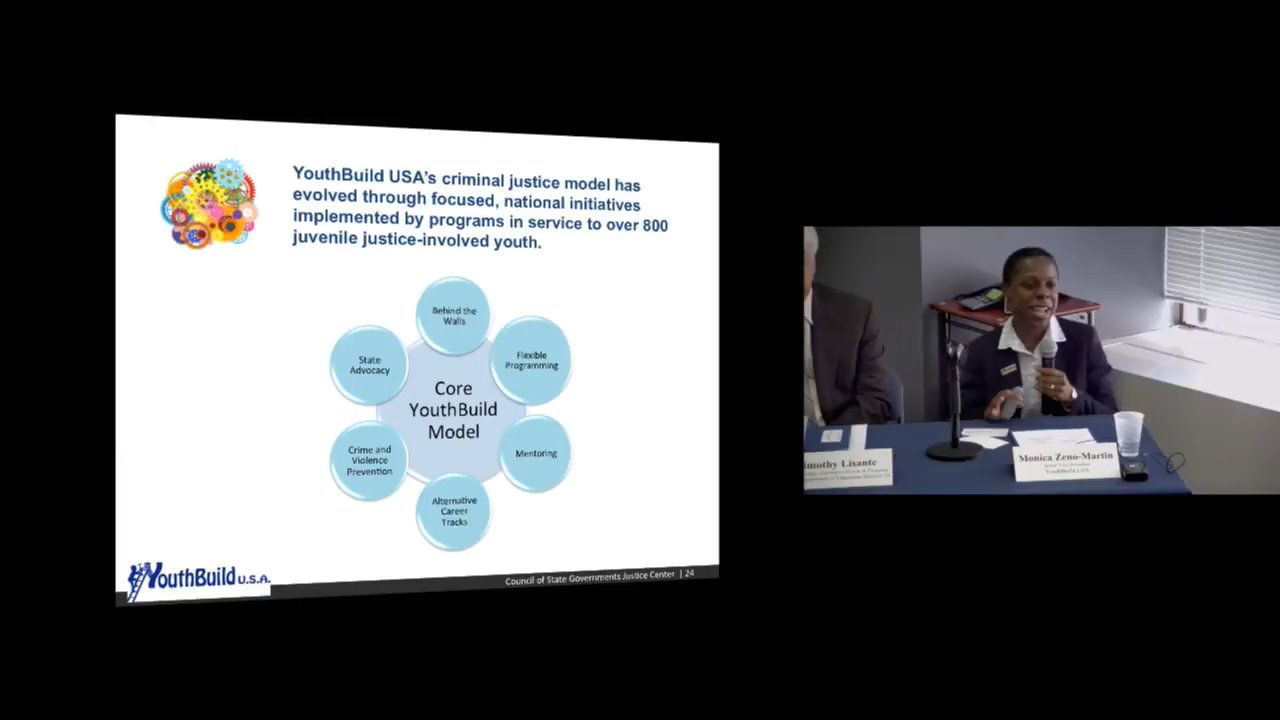 YouthBuild USA's criminal justice model has
evolved through focused, national initiatives
implemented by programs in service to over 800
juvenile justice-involved youth.
Behind the
Walls
Flexible
Programming
State
Advocacy
Core
YouthBuild
Model
Mentoring
Crime and
Violence
Prevention
Alternative
Career
Tracks
YouthBuild U.S.A.
Council of State Governments Justice Center | 24
imothy Lisante
Monica Zeno-Martin
YouthBuild USA